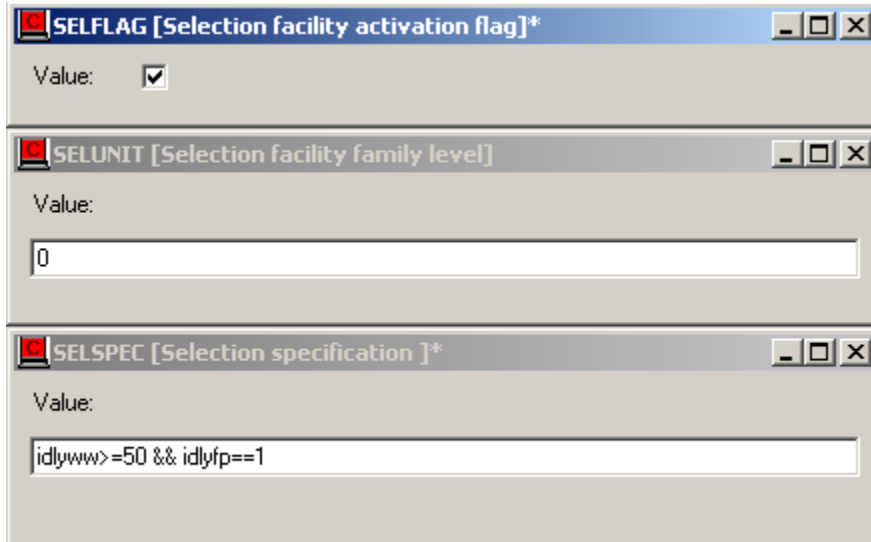 C SELFLAG [Selection facility activation flag]*
Value:
C SELUNIT [Selection facility family level]
Value:
0
C SELSPEC [Selection specification ]*
Value:
idlyww>=50 && idlyfp==1